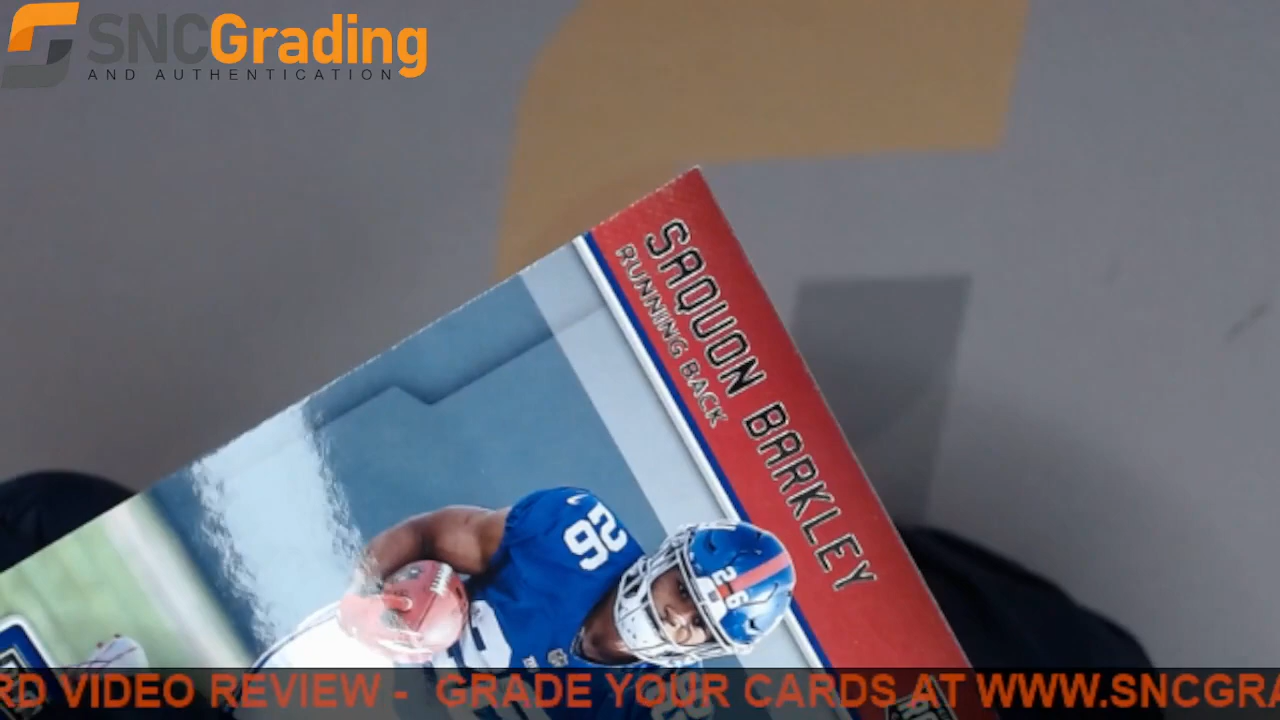 SNCGrading
AND AUTHENTICATION
SAQUON BARKLEY
RUNNING BACK
26
26
RD VIDEO REVIEW - GRADE YOUR CARDS AT WWW.SNCGRA